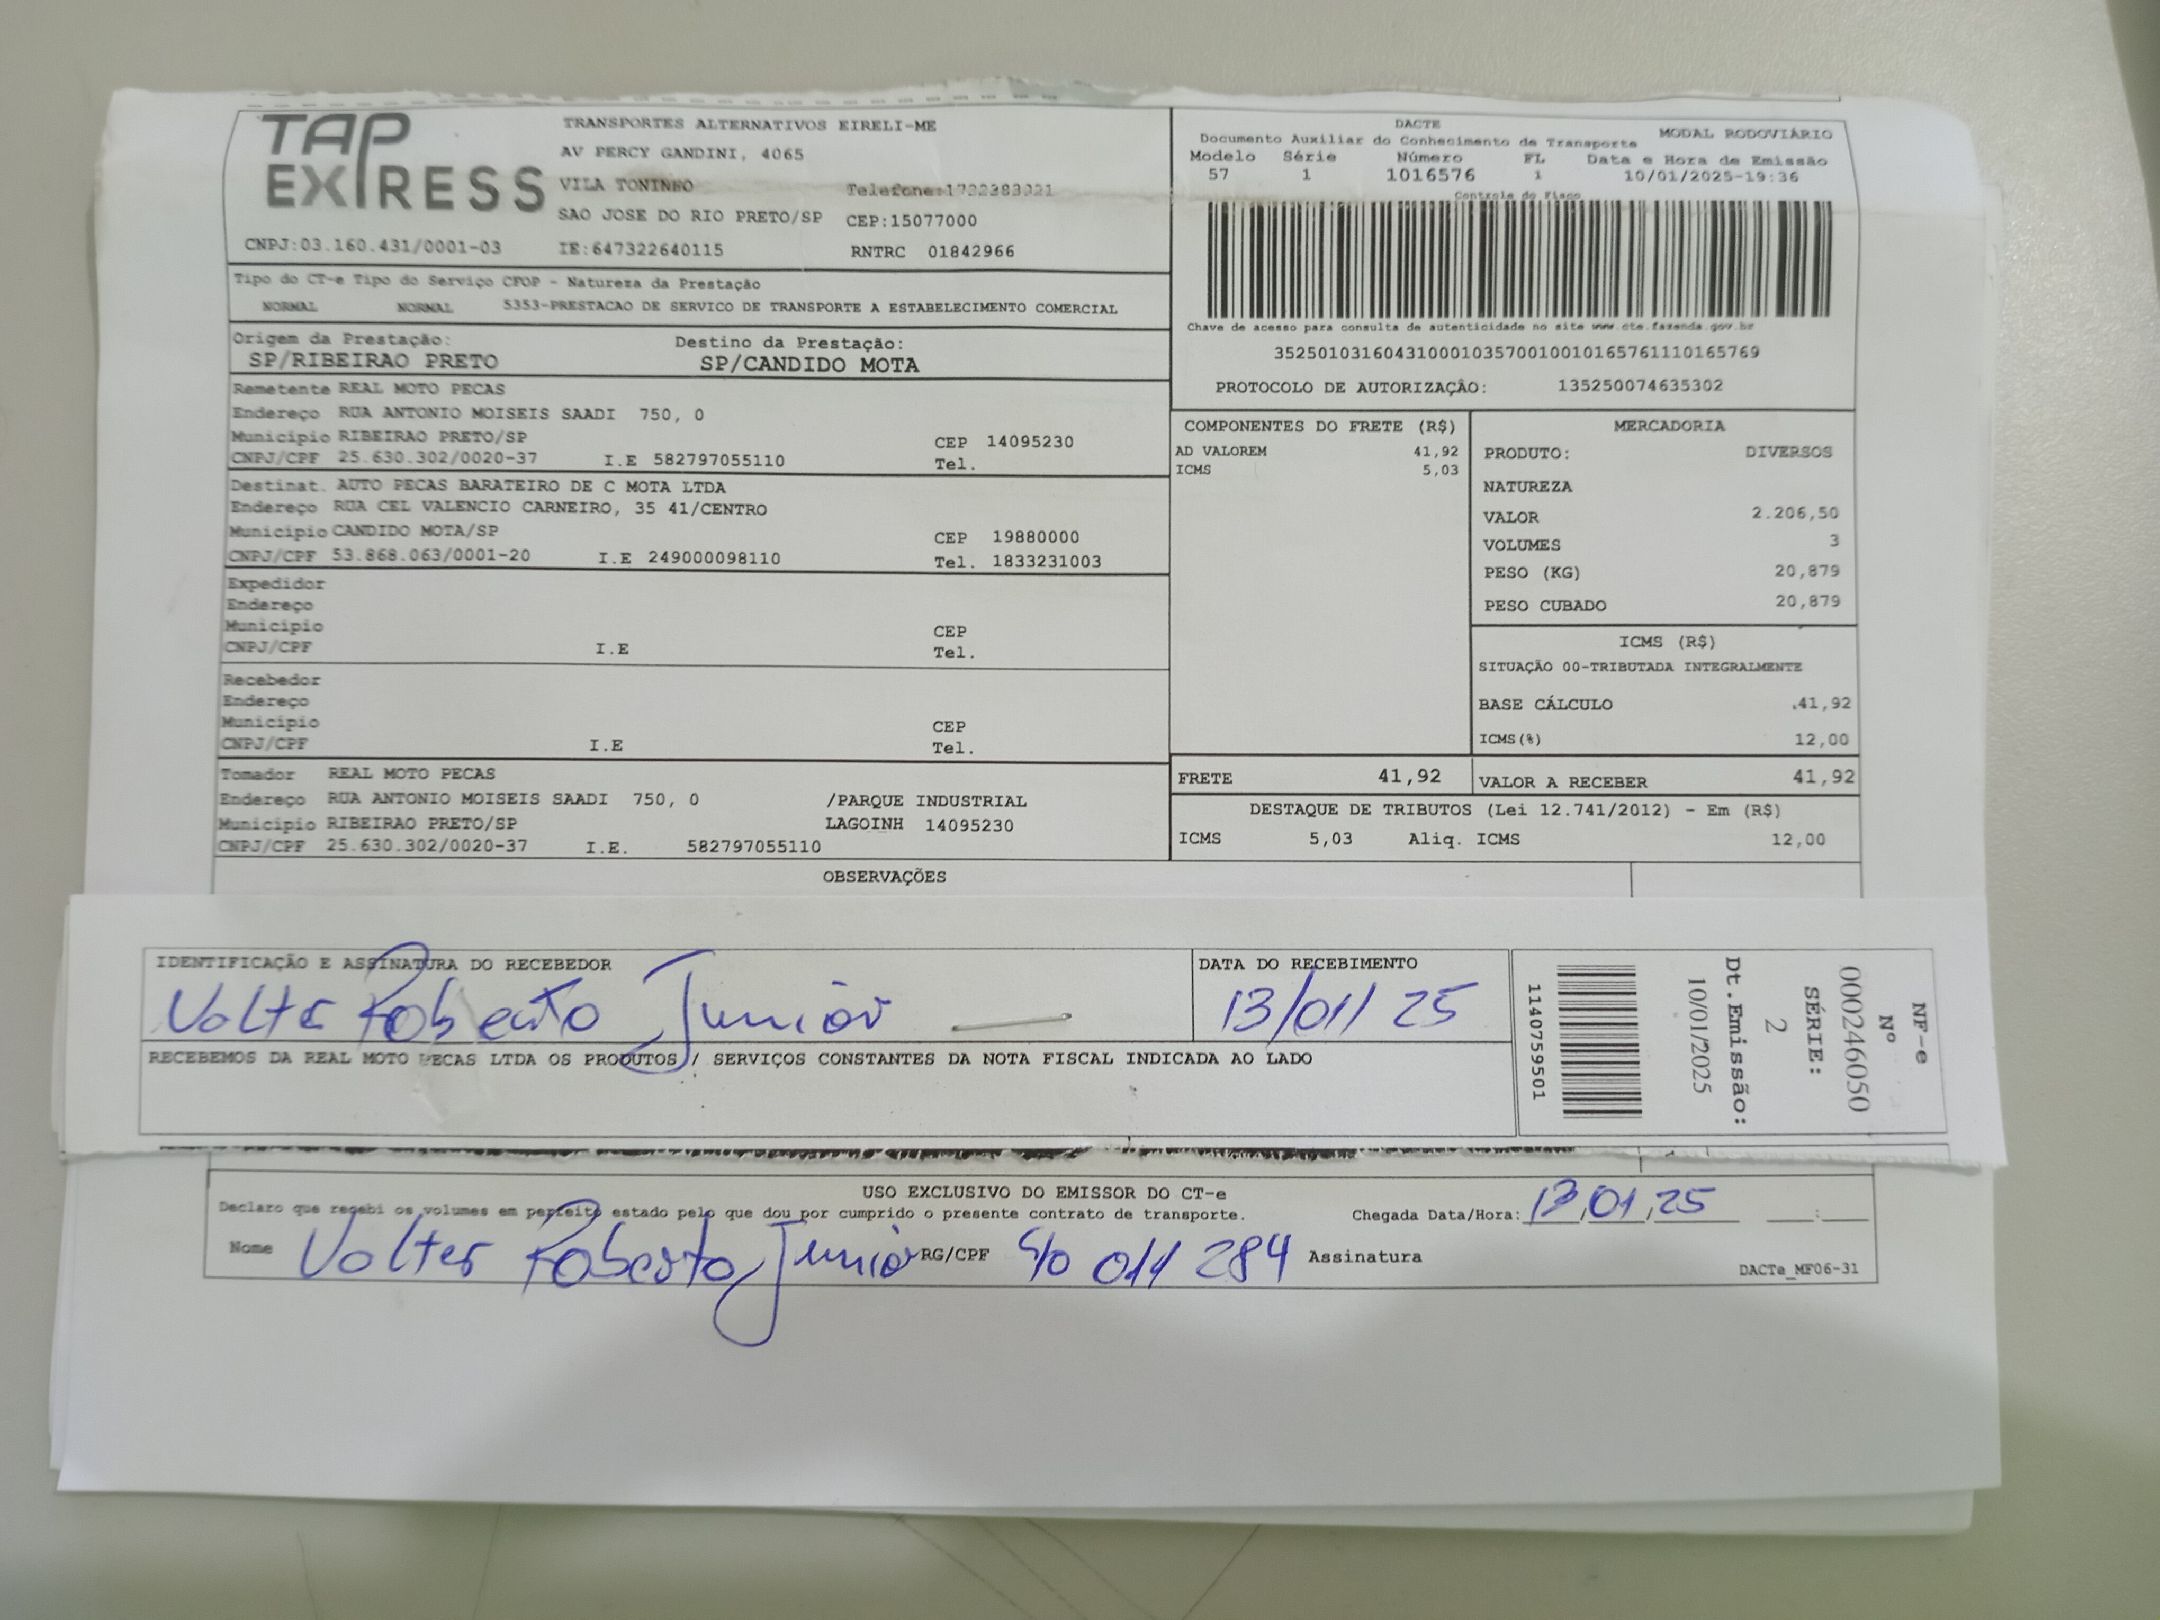 TAP EXPRESS
TRANSPORTES ALTERNATIVOS EIRELI-ME
AV PERCY GANDINI, 4065
VILA TONINHO Telefone:1732283021
SAO JOSE DO RIO PRETO/SP CEP:15077000
CNPJ:03.160.431/0001-03 IE:647322640115 RNTRC 01842966
DACTE
Documento Auxiliar do Conhecimento de Transporte MODAL RODOVIÁRIO
Modelo Série Número FL Data e Hora de Emissão
57 1 1016576 1 10/01/2025-19:36
Controle do Fisco
Chave de acesso para consulta de autenticidade no site www.cte.fazenda.gov.br
35250103160431000103570010010165761110165769
PROTOCOLO DE AUTORIZAÇÂO: 135250074635302
Tipo do CT-e Tipo do Serviço CFOP - Natureza da Prestação
NORMAL NORMAL 5353-PRESTACAO DE SERVICO DE TRANSPORTE A ESTABELECIMENTO COMERCIAL
Origem da Prestação: Destino da Prestação:
SP/RIBEIRAO PRETO SP/CANDIDO MOTA
Remetente REAL MOTO PECAS
Endereço RUA ANTONIO MOISEIS SAADI 750, 0
Município RIBEIRAO PRETO/SP CEP 14095230
CNPJ/CPF 25.630.302/0020-37 I.E 582797055110 Tel.
Destinat. AUTO PECAS BARATEIRO DE C MOTA LTDA
Endereço RUA CEL VALENCIO CARNEIRO, 35 41/CENTRO
Município CANDIDO MOTA/SP CEP 19880000
CNPJ/CPF 53.868.063/0001-20 I.E 249000098110 Tel. 1833231003
Expedidor
Endereço
Município CEP
CNPJ/CPF I.E Tel.
Recebedor
Endereço
Município CEP
CNPJ/CPF I.E Tel.
Tomador REAL MOTO PECAS
Endereço RUA ANTONIO MOISEIS SAADI 750, 0 /PARQUE INDUSTRIAL
Município RIBEIRAO PRETO/SP LAGOINH 14095230
CNPJ/CPF 25.630.302/0020-37 I.E. 582797055110
COMPONENTES DO FRETE (R$)
AD VALOREM 41,92
ICMS 5,03
MERCADORIA
PRODUTO: DIVERSOS
NATUREZA
VALOR 2.206,50
VOLUMES 3
PESO (KG) 20,879
PESO CUBADO 20,879
ICMS (R$)
SITUAÇÃO 00-TRIBUTADA INTEGRALMENTE
BASE CÁLCULO 41,92
ICMS(%) 12,00
FRETE 41,92 VALOR A RECEBER 41,92
DESTAQUE DE TRIBUTOS (Lei 12.741/2012) - Em (R$)
ICMS 5,03 Aliq. ICMS 12,00
OBSERVAÇÕES
IDENTIFICAÇÃO E ASSINATURA DO RECEBEDOR
Volter Roberto Junior
DATA DO RECEBIMENTO
13/01/25
RECEBEMOS DA REAL MOTO PECAS LTDA OS PRODUTOS / SERVIÇOS CONSTANTES DA NOTA FISCAL INDICADA AO LADO
NF-e
Nº
000246050
SÉRIE:
2
Dt.Emissão:
10/01/2025
1140759501
USO EXCLUSIVO DO EMISSOR DO CT-e
Declaro que recebi os volumes em perfeito estado pelo que dou por cumprido o presente contrato de transporte. Chegada Data/Hora: 13,01,25 __:__
Nome Volter Roberto Junior RG/CPF 011 284 Assinatura
DACTe_MF06-31